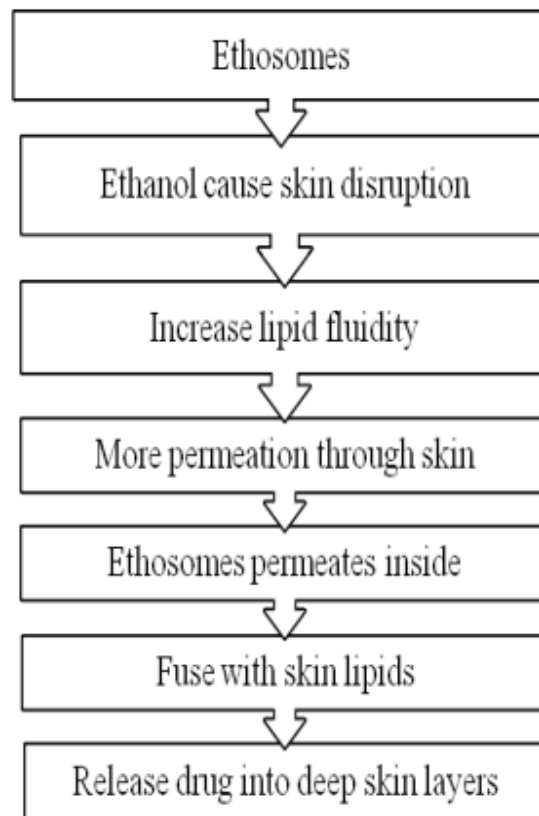 Ethosomes
Ethanol cause skin disruption
Increase lipid fluidity
More permeation through skin
Ethosomes permeates inside
Fuse with skin lipids
Release drug into deep skin layers